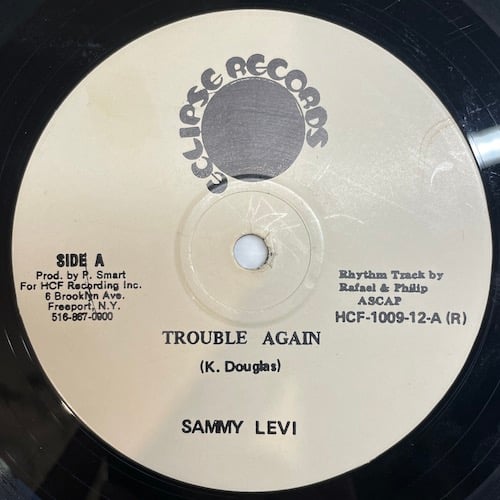 ECLIPSE RECORDS
SIDE A
Prod. by P. Smart
For HCF Recording Inc.
6 Brooklyn Ave.
Freeport, N.Y.
516-867-0900
Rhythm Track by
Rafael & Philip
ASCAP
HCF-1009-12-A (R)
TROUBLE AGAIN
(K. Douglas)
SAMMY LEVI